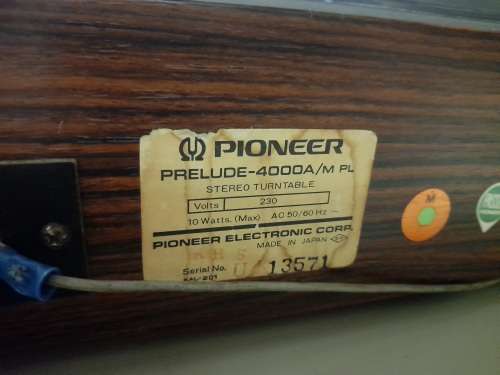 PIONEER
PRELUDE-4000A/M PL
STEREO TURNTABLE
Volts 230
10 Watts. (Max) AC 50/60 Hz ~
PIONEER ELECTRONIC CORP.
MADE IN JAPAN
Serial No. U 13571
M